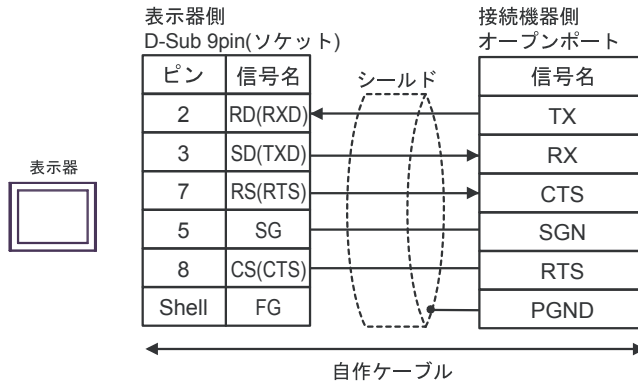 表示器側
D-Sub 9pin(ソケット)
接続機器側
オープンポート
ピン 信号名 シールド 信号名
2 RD(RXD) TX
3 SD(TXD) RX
表示器
7 RS(RTS) CTS
5 SG SGN
8 CS(CTS) RTS
Shell FG PGND
自作ケーブル